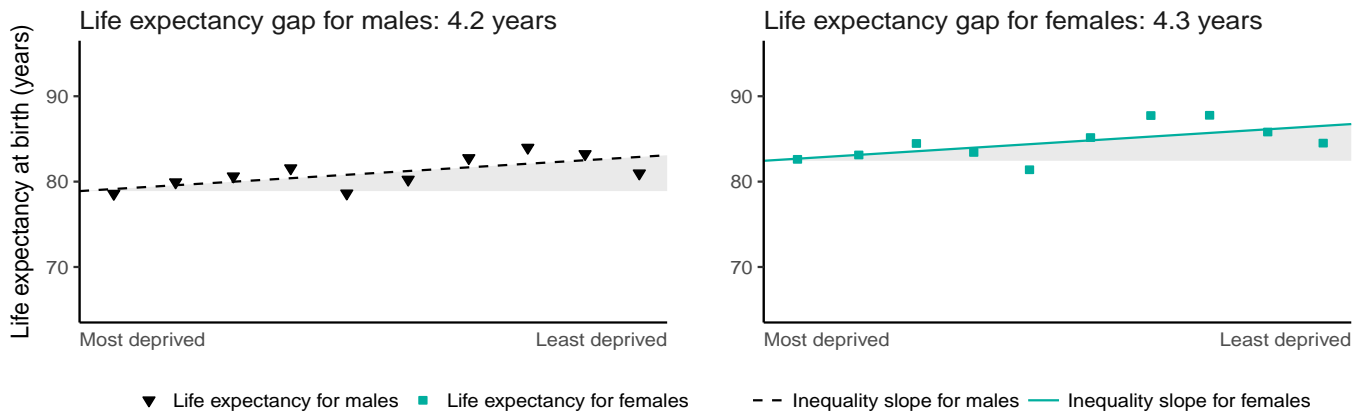 Life expectancy gap for males: 4.2 years
Life expectancy at birth (years)
90
80
70
Most deprived Least deprived
Life expectancy gap for females: 4.3 years
90
80
70
Most deprived Least deprived
Life expectancy for males Life expectancy for females Inequality slope for males Inequality slope for females